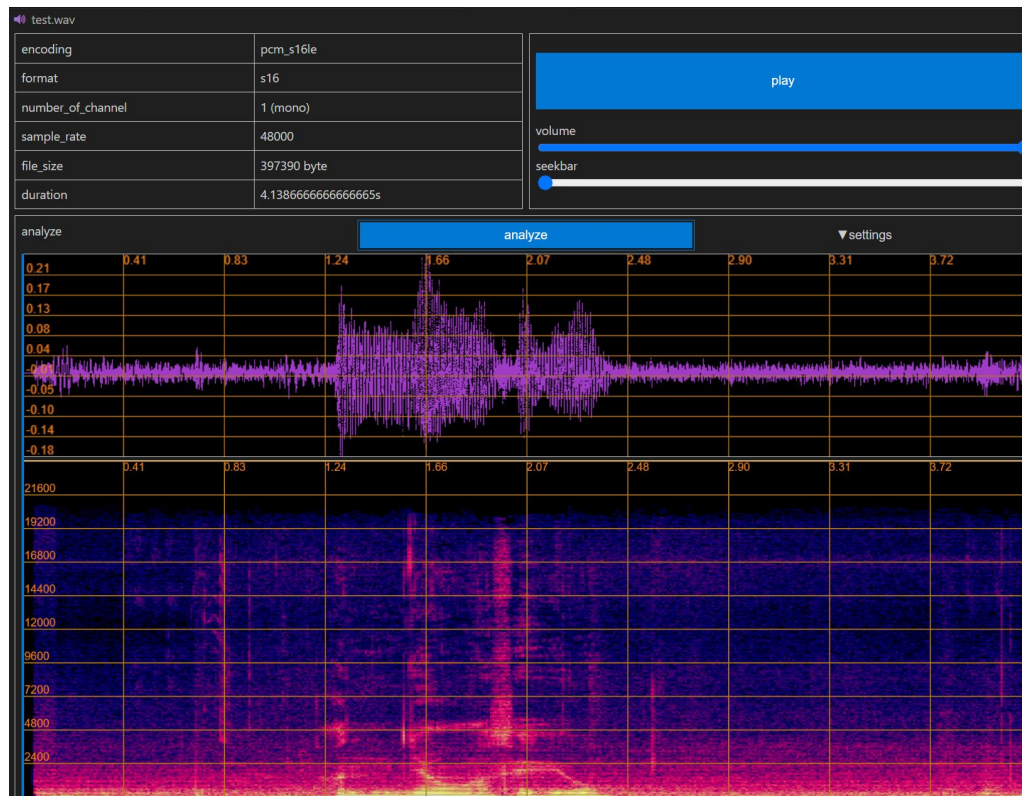 test.wav
encoding pcm_s16le
format s16
number_of_channel 1 (mono)
sample_rate 48000
file_size 397390 byte
duration 4.1386666666666665s
play
volume
seekbar
analyze
analyze
▼settings
0.41 0.83 1.24 1.66 2.07 2.48 2.90 3.31 3.72
0.21
0.17
0.13
0.08
0.04
-0.01
-0.05
-0.10
-0.14
-0.18
0.41 0.83 1.24 1.66 2.07 2.48 2.90 3.31 3.72
21600
19200
16800
14400
12000
9600
7200
4800
2400